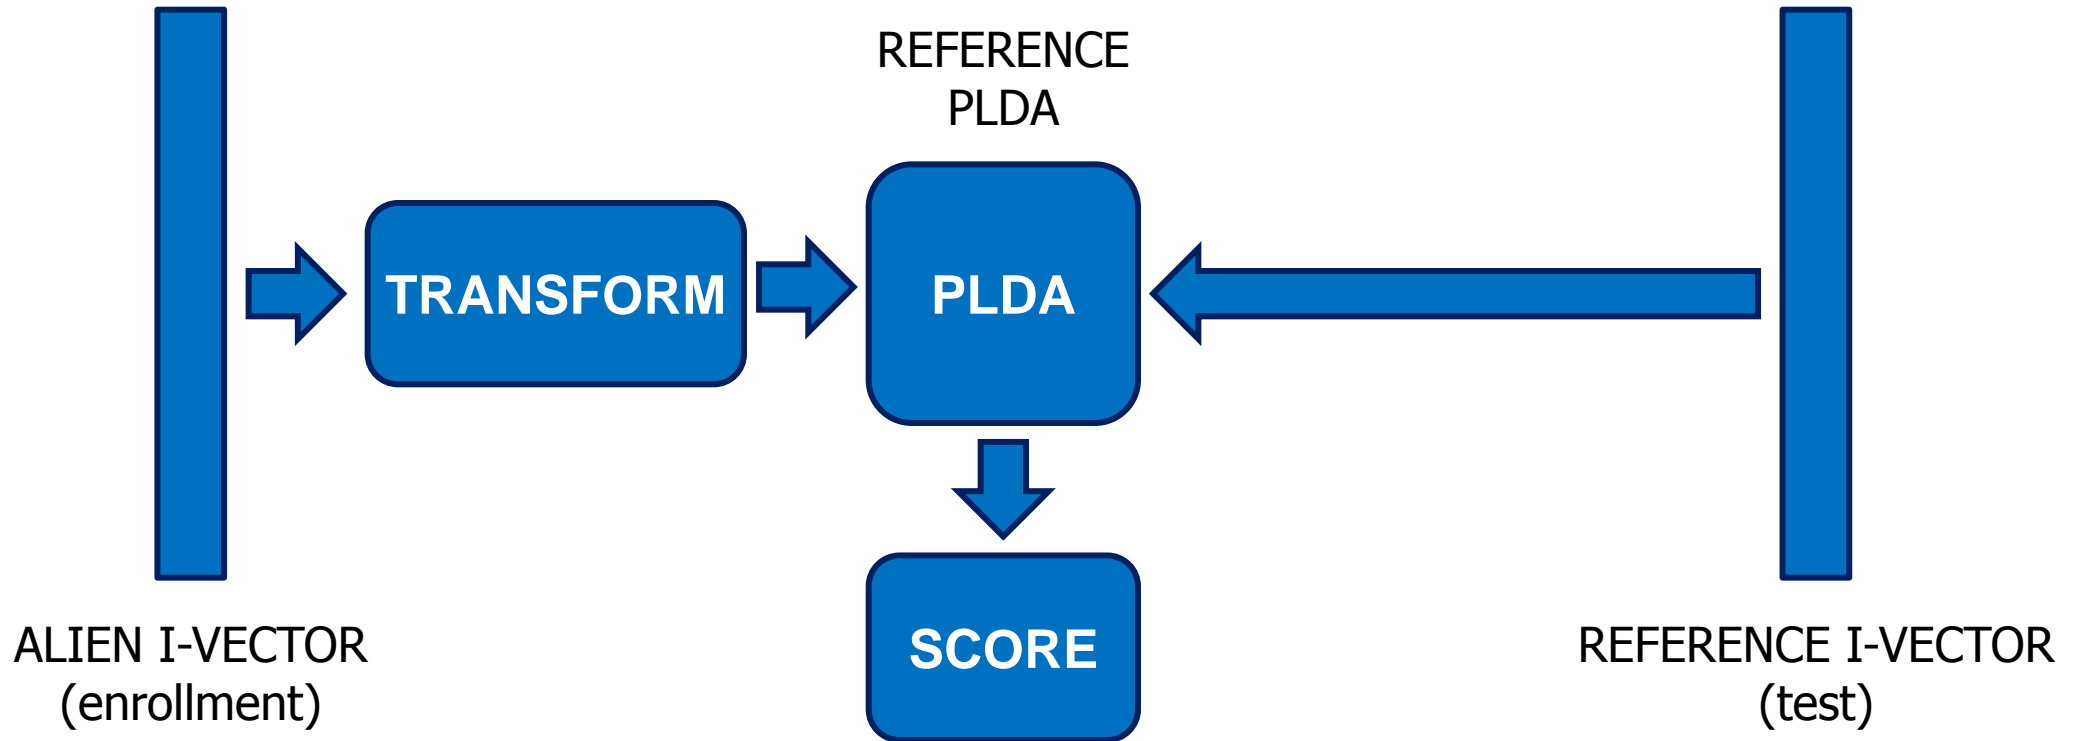 REFERENCE
PLDA
TRANSFORM
PLDA
SCORE
ALIEN I-VECTOR
(enrollment)
REFERENCE I-VECTOR
(test)